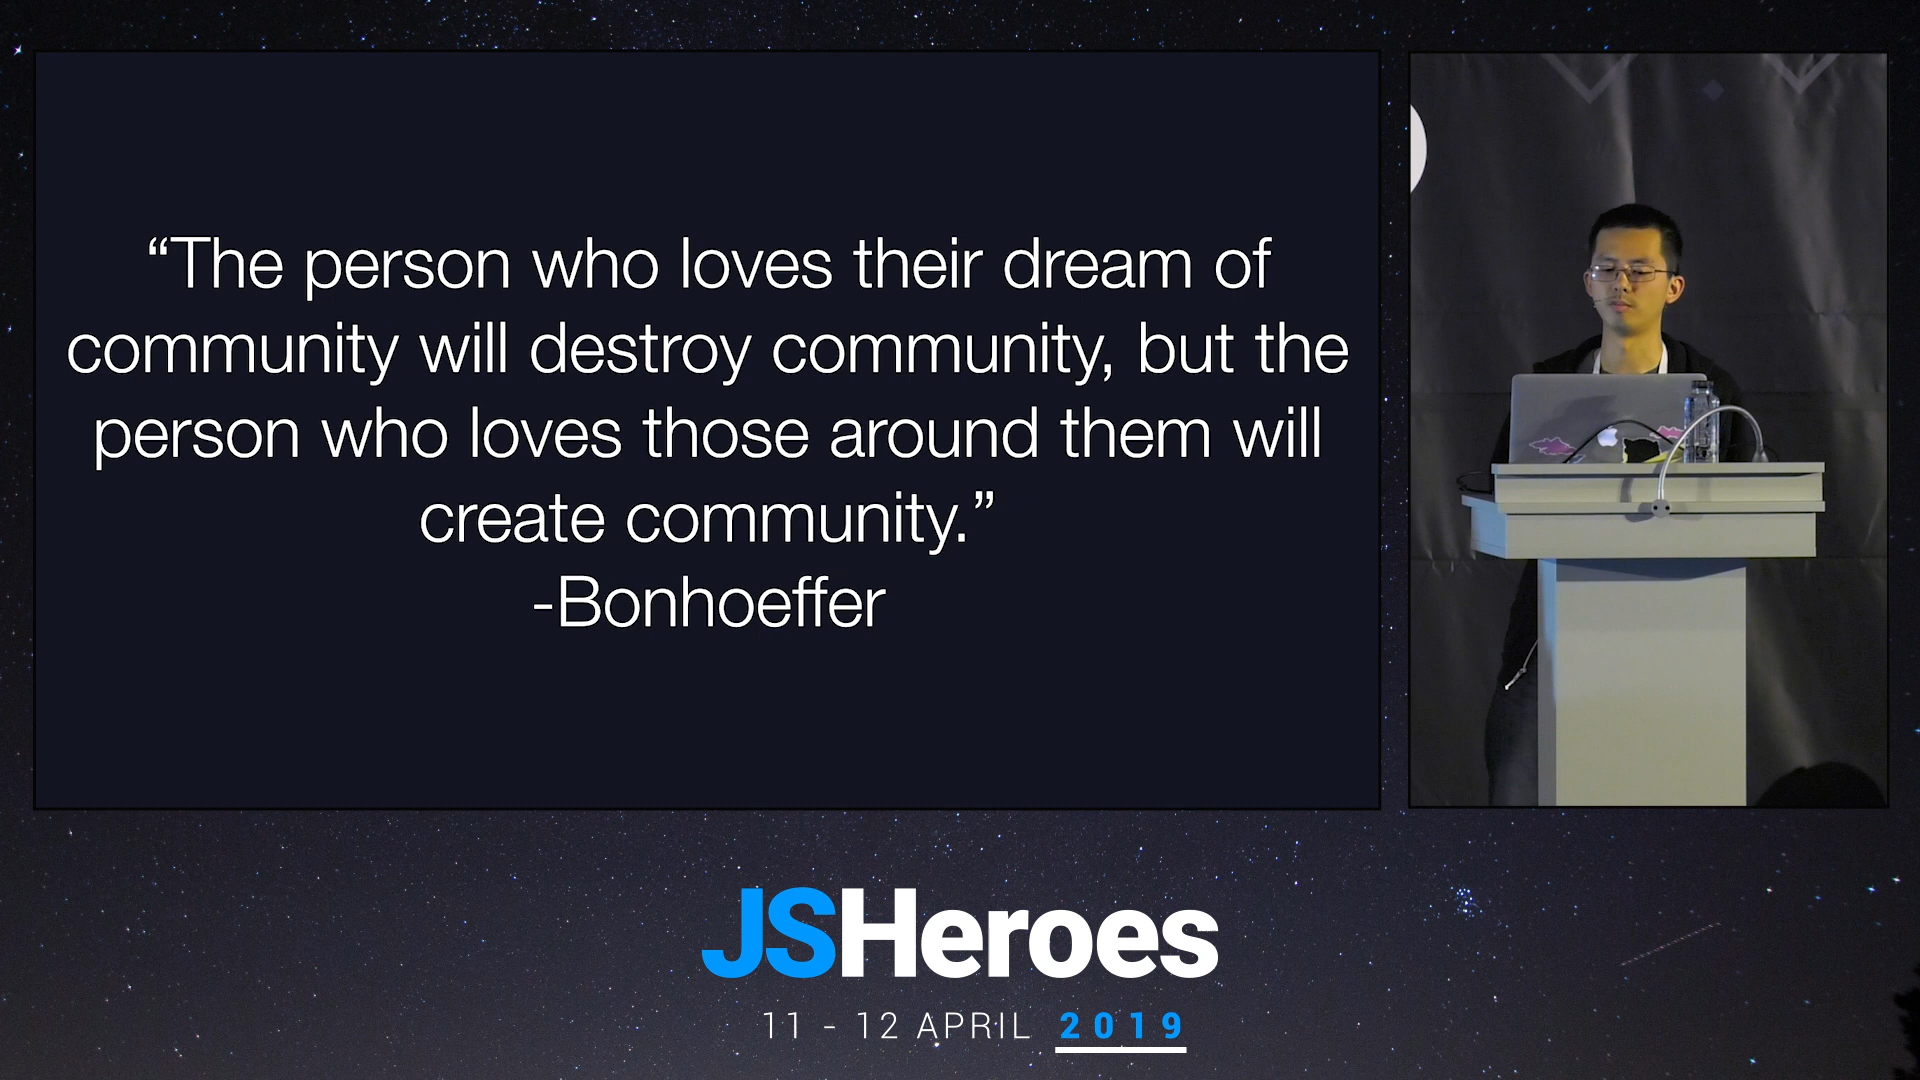 “The person who loves their dream of
community will destroy community, but the
person who loves those around them will
create community.”
-Bonhoeffer
JSHeroes
11 - 12 APRIL 2019